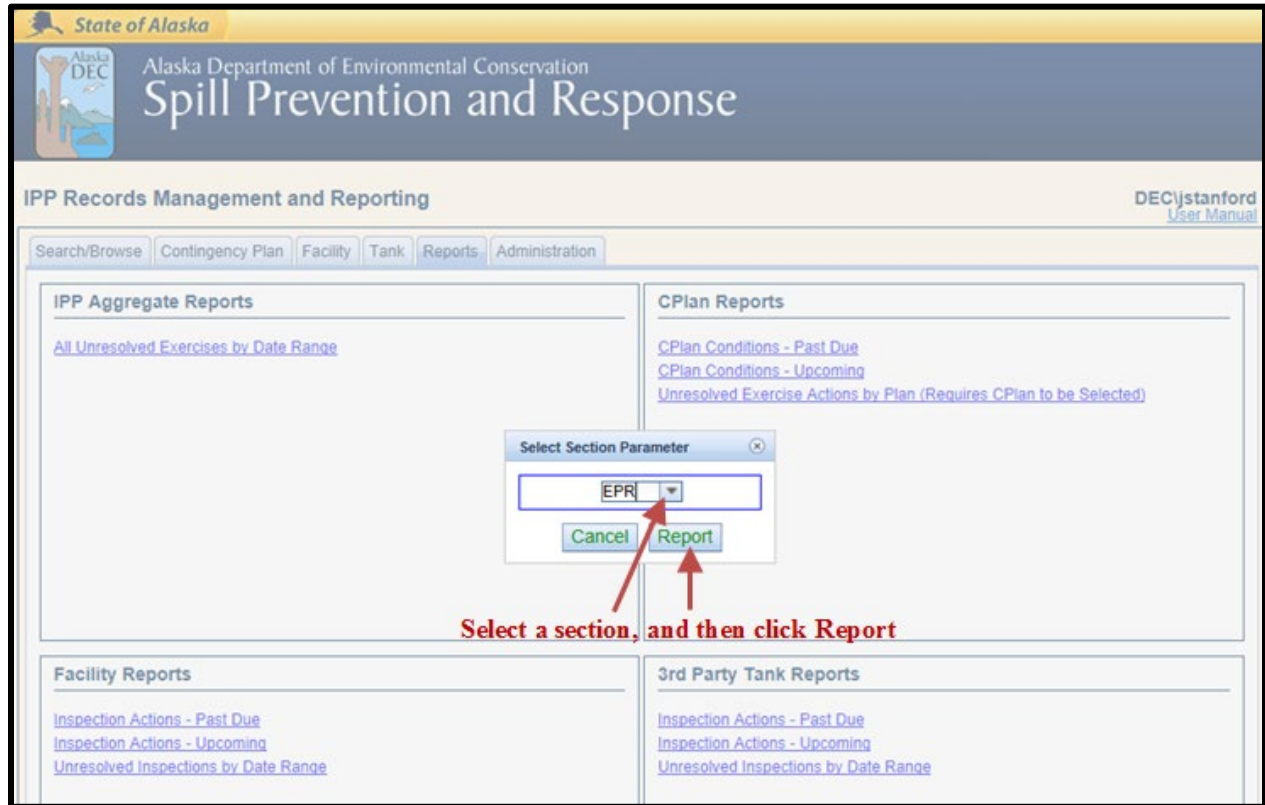 State of Alaska
Alaska
DEC
Alaska Department of Environmental Conservation
Spill Prevention and Response
IPP Records Management and Reporting
DEC\jstanford
User Manual
Search/Browse Contingency Plan Facility Tank Reports Administration
IPP Aggregate Reports
All Unresolved Exercises by Date Range
CPlan Reports
CPlan Conditions - Past Due
CPlan Conditions - Upcoming
Unresolved Exercise Actions by Plan (Requires CPlan to be Selected)
Select Section Parameter
EPR
Cancel Report
Select a section, and then click Report
Facility Reports
Inspection Actions - Past Due
Inspection Actions - Upcoming
Unresolved Inspections by Date Range
3rd Party Tank Reports
Inspection Actions - Past Due
Inspection Actions - Upcoming
Unresolved Inspections by Date Range